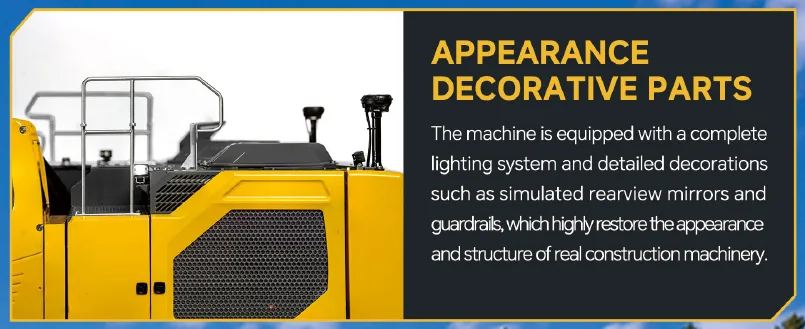 APPEARANCE
DECORATIVE PARTS
The machine is equipped with a complete
lighting system and detailed decorations
such as simulated rearview mirrors and
guardrails, which highly restore the appearance
and structure of real construction machinery.